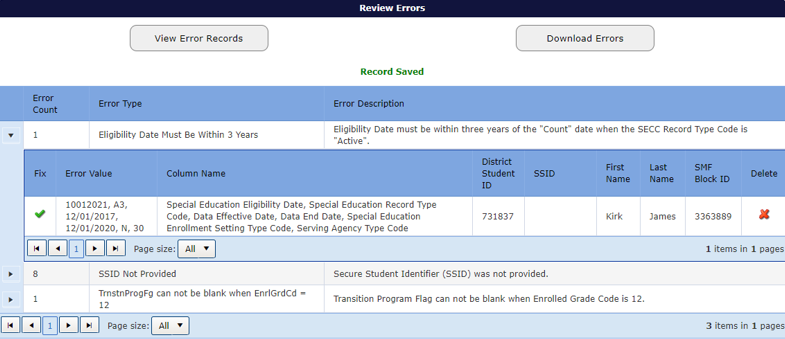 Review Errors
View Error Records
Download Errors
Record Saved
Error
Count
Error Type
Error Description
1
Eligibility Date Must Be Within 3 Years
Eligibility Date must be within three years of the "Count" date when the SECC Record Type Code is
"Active".
Fix
Error Value
Column Name
District
Student
ID
SSID
First
Name
Last
Name
SMF
Block ID
Delete
10012021, A3,
12/01/2017,
12/01/2020, N, 30
Special Education Eligibility Date, Special Education Record Type
Code, Data Effective Date, Data End Date, Special Education
Enrollment Setting Type Code, Serving Agency Type Code
731837
Kirk
James
3363889
1
Page size:
All
1 items in 1 pages
8
SSID Not Provided
Secure Student Identifier (SSID) was not provided.
1
TrnstnProgFg can not be blank when EnrlGrdCd =
12
Transition Program Flag can not be blank when Enrolled Grade Code is 12.
1
Page size:
All
3 items in 1 pages